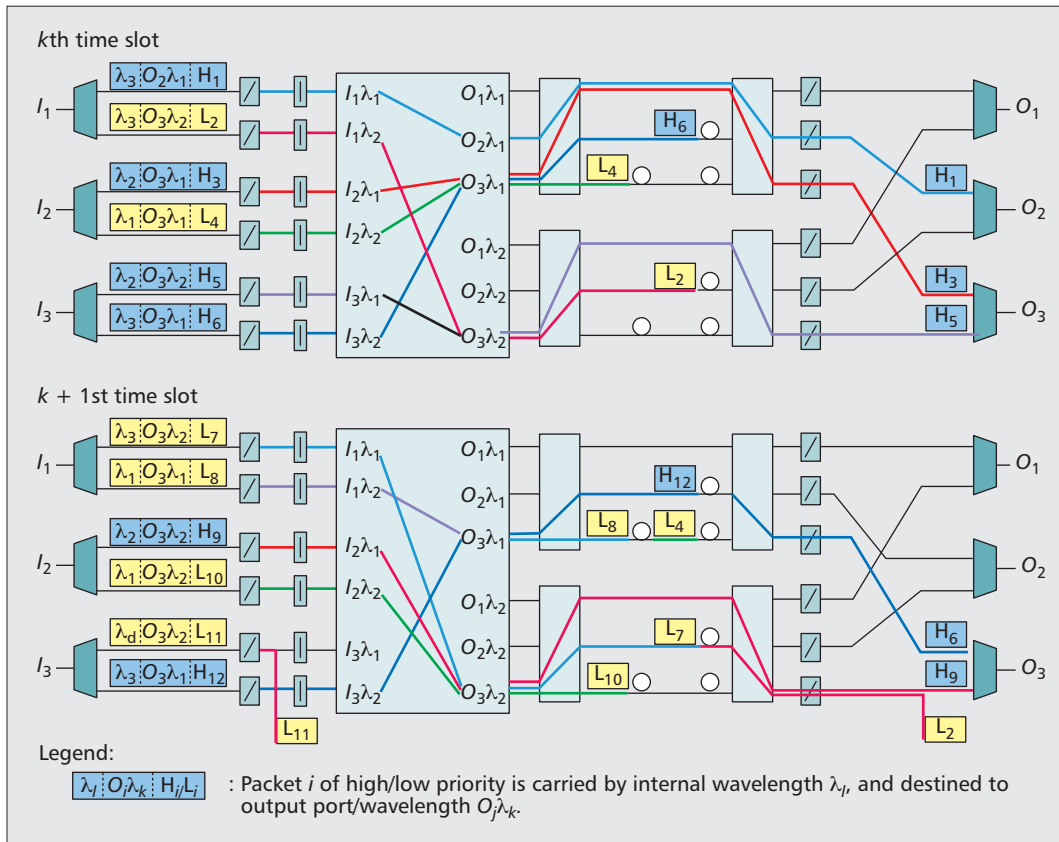 kth time slot
I1
λ3 O2λ1 H1
λ3 O3λ2 L2
I2
λ2 O3λ1 H3
λ1 O3λ1 L4
I3
λ2 O3λ2 H5
λ3 O3λ1 H6
I1λ1
I1λ2
I2λ1
I2λ2
I3λ1
I3λ2
O1λ1
O2λ1
O3λ1
O1λ2
O2λ2
O3λ2
H6
L4
L2
H1
H3
H5
O1
O2
O3
k + 1st time slot
I1
λ3 O3λ2 L7
λ1 O3λ1 L8
I2
λ2 O3λ2 H9
λ1 O3λ2 L10
I3
λd O3λ2 L11
λ3 O3λ1 H12
L11
I1λ1
I1λ2
I2λ1
I2λ2
I3λ1
I3λ2
O1λ1
O2λ1
O3λ1
O1λ2
O2λ2
O3λ2
H12
L8
L4
L7
L10
H6
H9
L2
O1
O2
O3
Legend:
λl Oiλk Hi/Li
: Packet i of high/low priority is carried by internal wavelength λl, and destined to
output port/wavelength Ojλk.